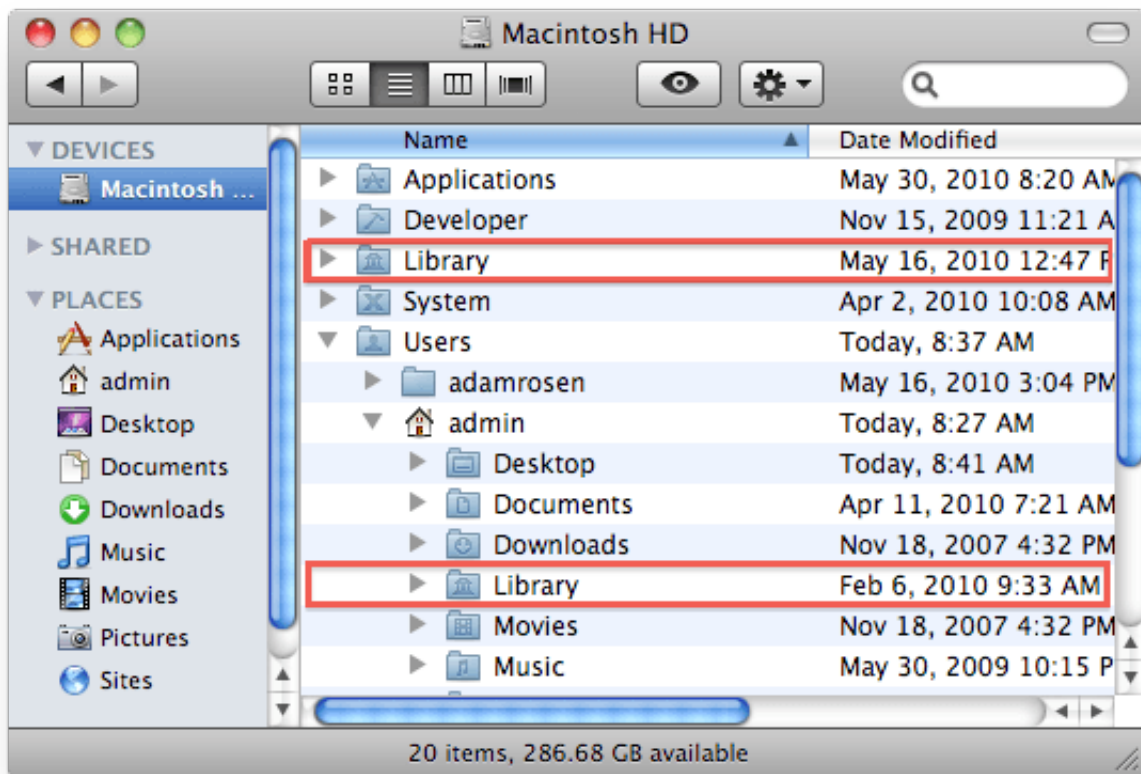 Macintosh HD
Name Date Modified
DEVICES
Macintosh ...
SHARED
PLACES
Applications
admin
Desktop
Documents
Downloads
Music
Movies
Pictures
Sites
Applications May 30, 2010 8:20 AM
Developer Nov 15, 2009 11:21 A
Library May 16, 2010 12:47
System Apr 2, 2010 10:08 AM
Users Today, 8:37 AM
adamrosen May 16, 2010 3:04 PM
admin Today, 8:27 AM
Desktop Today, 8:41 AM
Documents Apr 11, 2010 7:21 AM
Downloads Nov 18, 2007 4:32 PM
Library Feb 6, 2010 9:33 AM
Movies Nov 18, 2007 4:32 PM
Music May 30, 2009 10:15 P
20 items, 286.68 GB available